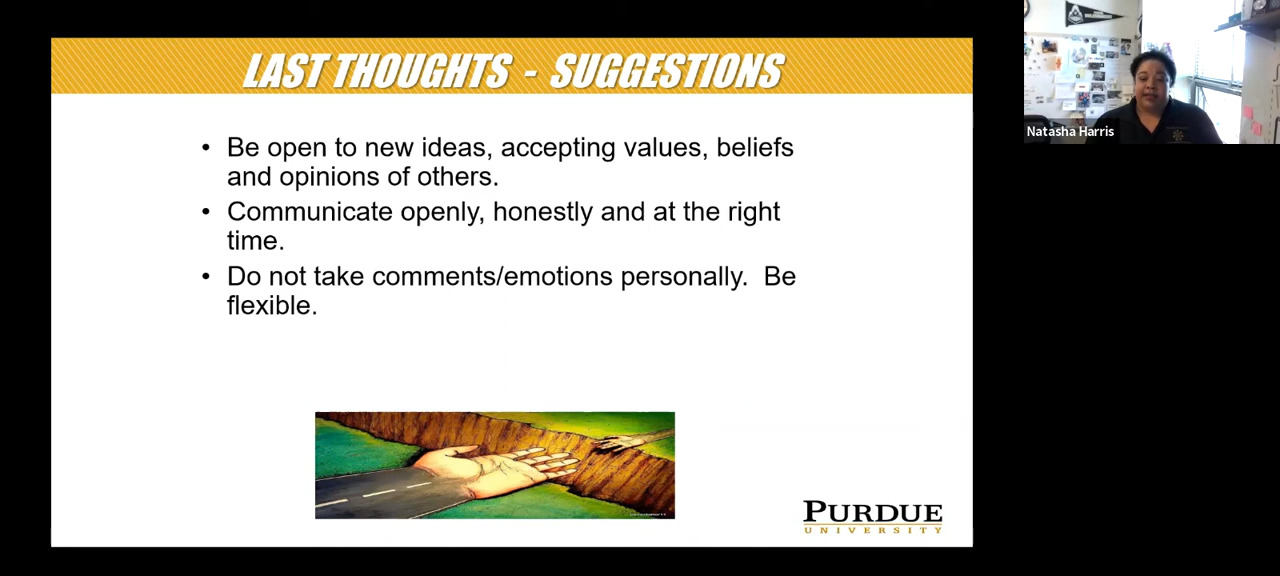 LAST THOUGHTS - SUGGESTIONS
• Be open to new ideas, accepting values, beliefs
and opinions of others.
• Communicate openly, honestly and at the right
time.
• Do not take comments/emotions personally.  Be
flexible.
PURDUE
UNIVERSITY
Natasha Harris